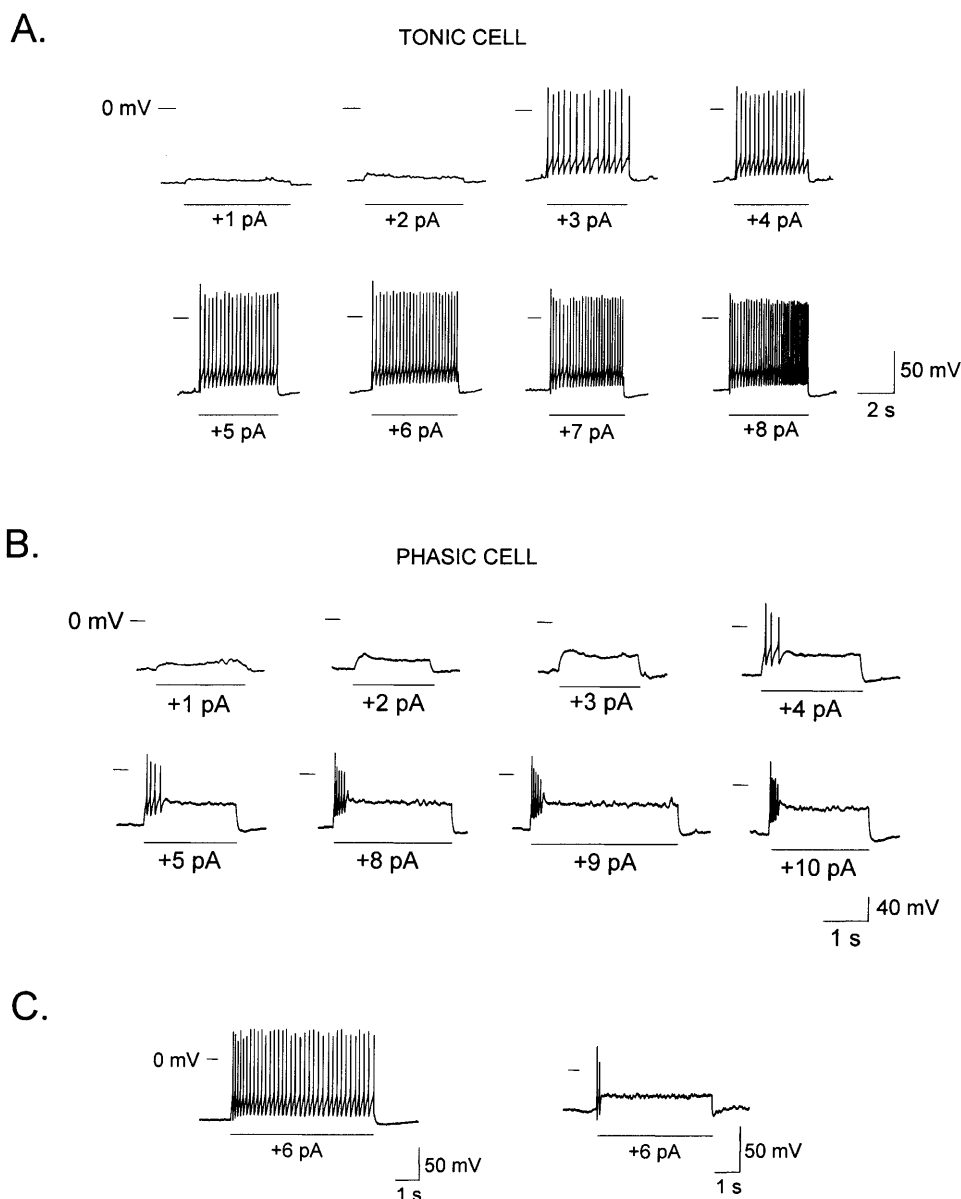 A.
TONIC CELL
0 mV
+1 pA
+2 pA
+3 pA
+4 pA
+5 pA
+6 pA
+7 pA
+8 pA
50 mV
2 s
B.
PHASIC CELL
0 mV
+1 pA
+2 pA
+3 pA
+4 pA
+5 pA
+8 pA
+9 pA
+10 pA
40 mV
1 s
C.
0 mV
+6 pA
50 mV
1 s
+6 pA
50 mV
1 s